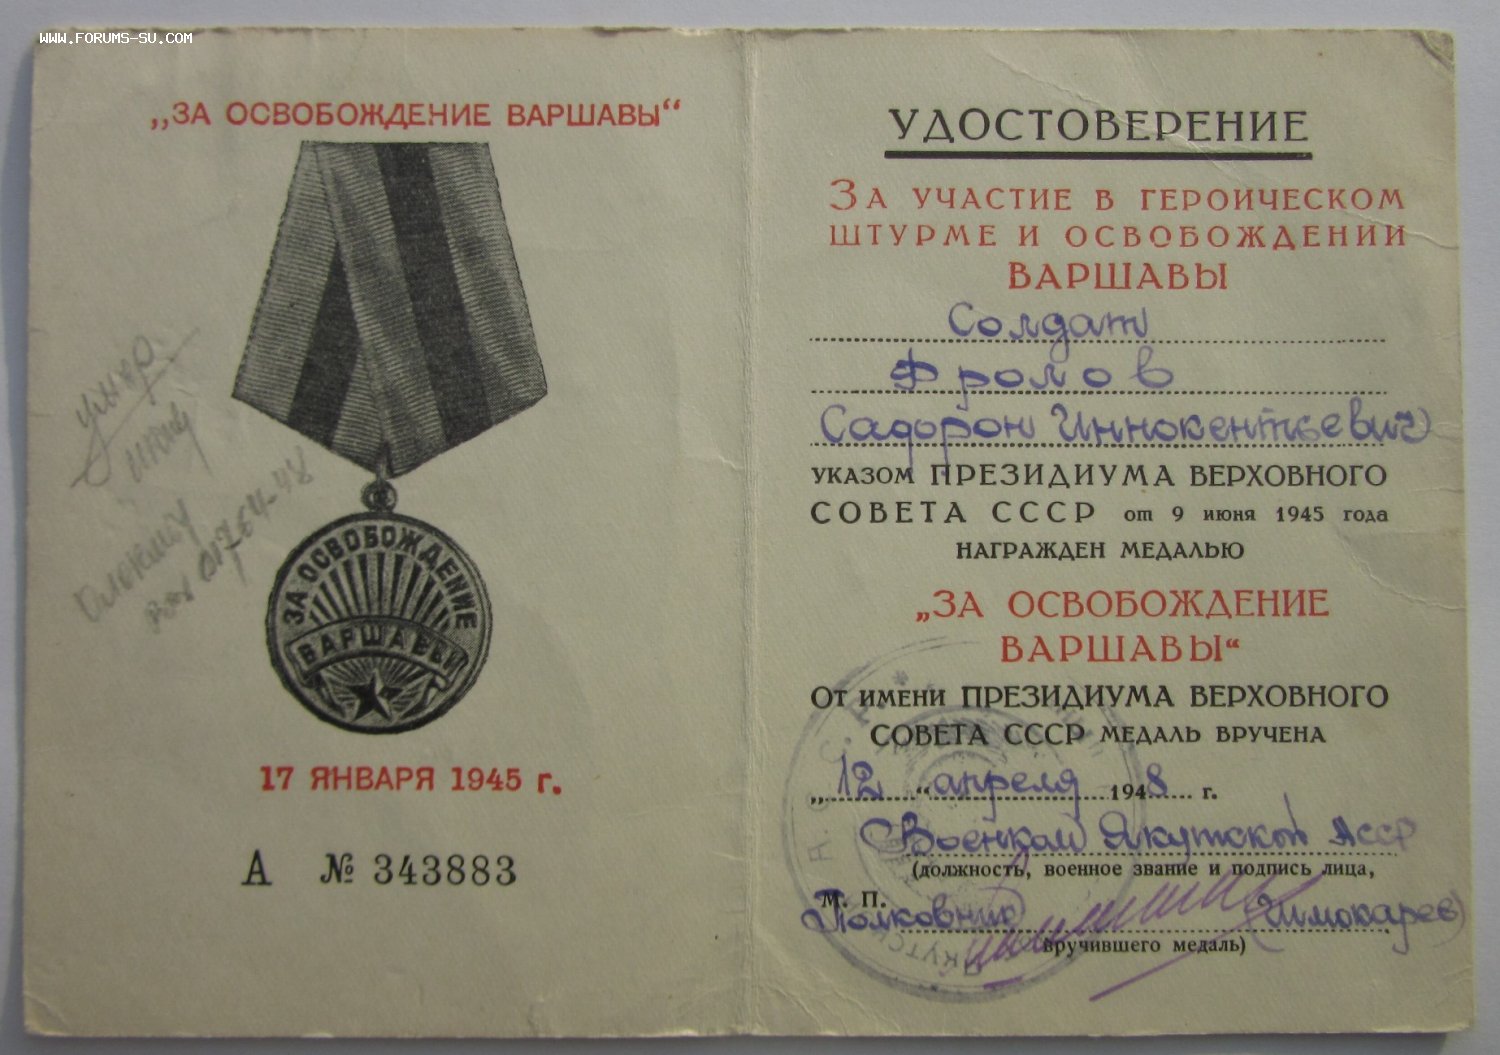 WWW.FORUMS-SU.COM
„ЗА ОСВОБОЖДЕНИЕ ВАРШАВЫ“
ЗА ОСВОБОЖДЕНИЕ
ВАРШАВЫ
17 ЯНВАРЯ 1945 г.
А № 343883
УДОСТОВЕРЕНИЕ
ЗА УЧАСТИЕ В ГЕРОИЧЕСКОМ
ШТУРМЕ И ОСВОБОЖДЕНИИ
ВАРШАВЫ
Солдат
Фролов
Садорон Иннокентьевич
УКАЗОМ ПРЕЗИДИУМА ВЕРХОВНОГО
СОВЕТА СССР от 9 июня 1945 года
НАГРАЖДЕН МЕДАЛЬЮ
„ЗА ОСВОБОЖДЕНИЕ
ВАРШАВЫ“
ОТ ИМЕНИ ПРЕЗИДИУМА ВЕРХОВНОГО
СОВЕТА СССР МЕДАЛЬ ВРУЧЕНА
„12“ апреля 1948 г.
Военком Якутской АССР
(должность, военное звание и подпись лица,
М. П.
Полковник
вручившего медаль)